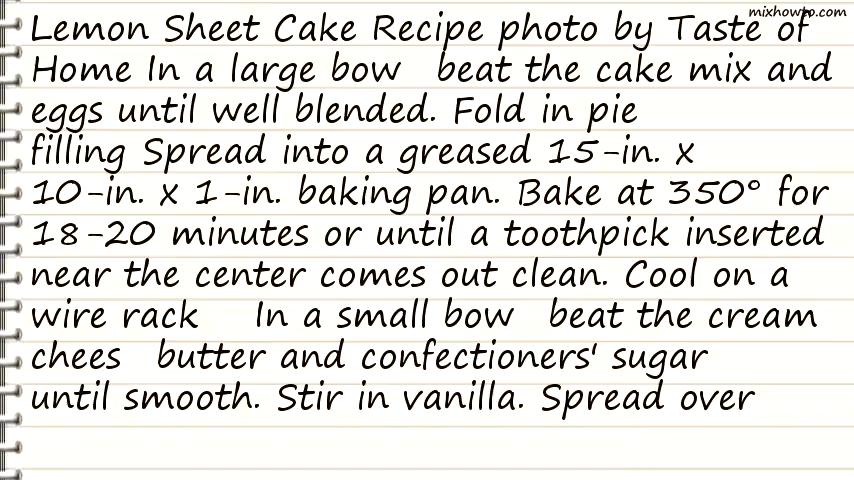 mixhowto.com
Lemon Sheet Cake Recipe photo by Taste of
Home In a large bow beat the cake mix and
eggs until well blended. Fold in pie
filling Spread into a greased 15-in. x
10-in. x 1-in. baking pan. Bake at 350° for
18-20 minutes or until a toothpick inserted
near the center comes out clean. Cool on a
wire rack In a small bow beat the cream
chees butter and confectioners' sugar
until smooth. Stir in vanilla. Spread over